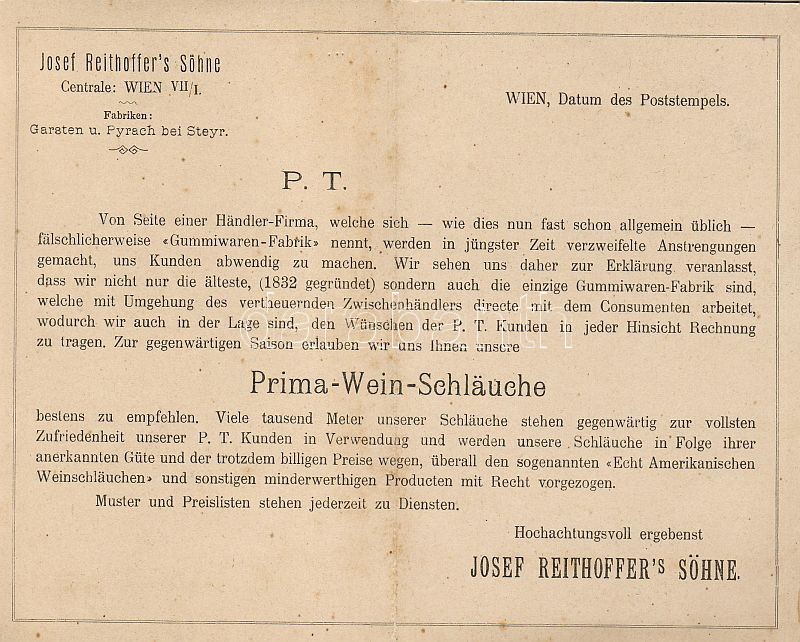 Josef Reithoffer's Söhne
Centrale: WIEN VII/1.
Fabriken:
Garsten u. Pyrach bei Steyr.
WIEN, Datum des Poststempels.
P. T.
Von Seite einer Händler-Firma, welche sich — wie dies nun fast schon allgemein üblich —
fälschlicherweise «Gummiwaren-Fabrik» nennt, werden in jüngster Zeit verzweifelte Anstrengungen
gemacht, uns Kunden abwendig zu machen. Wir sehen uns daher zur Erklärung veranlasst,
dass wir nicht nur die älteste, (1832 gegründet) sondern auch die einzige Gummiwaren-Fabrik sind,
welche mit Umgehung des vertheuernden Zwischenhändlers directe mit dem Consumenten arbeitet,
wodurch wir auch in der Lage sind, den Wünschen der P. T. Kunden in jeder Hinsicht Rechnung
zu tragen. Zur gegenwärtigen Saison erlauben wir uns Ihnen unsere
Prima-Wein-Schläuche
bestens zu empfehlen. Viele tausend Meter unserer Schläuche stehen gegenwärtig zur vollsten
Zufriedenheit unserer P. T. Kunden in Verwendung und werden unsere Schläuche in Folge ihrer
anerkannten Güte und der trotzdem billigen Preise wegen, überall den sogenannten «Echt Amerikanischen
Weinschläuchen» und sonstigen minderwerthigen Producten mit Recht vorgezogen.
Muster und Preislisten stehen jederzeit zu Diensten.
Hochachtungsvoll ergebenst
JOSEF REITHOFFER'S SÖHNE.